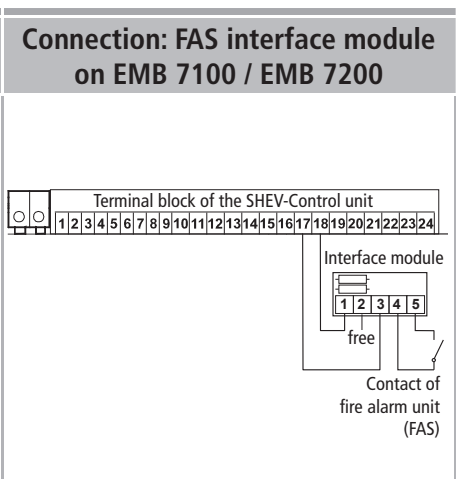 Connection: FAS interface module
on EMB 7100 / EMB 7200
Terminal block of the SHEV-Control unit
1 2 3 4 5 6 7 8 9 10 11 12 13 14 15 16 17 18 19 20 21 22 23 24
Interface module
1 2 3 4 5
free
Contact of
fire alarm unit
(FAS)